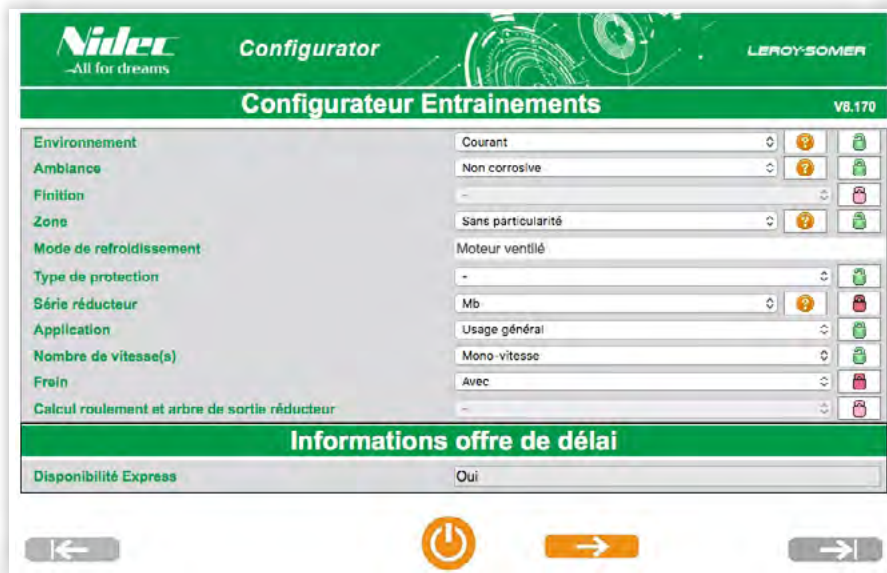 Nidec
All for dreams
Configurator
LEROY-SOMER
Configurateur Entrainements
V8.170
Environnement Courant ?
Ambiance Non corrosive ?
Finition -
Zone Sans particularité ?
Mode de refroidissement Moteur ventilé
Type de protection -
Série réducteur Mb ?
Application Usage général
Nombre de vitesse(s) Mono-vitesse
Frein Avec
Calcul roulement et arbre de sortie réducteur -
Informations offre de délai
Disponibilité Express Oui